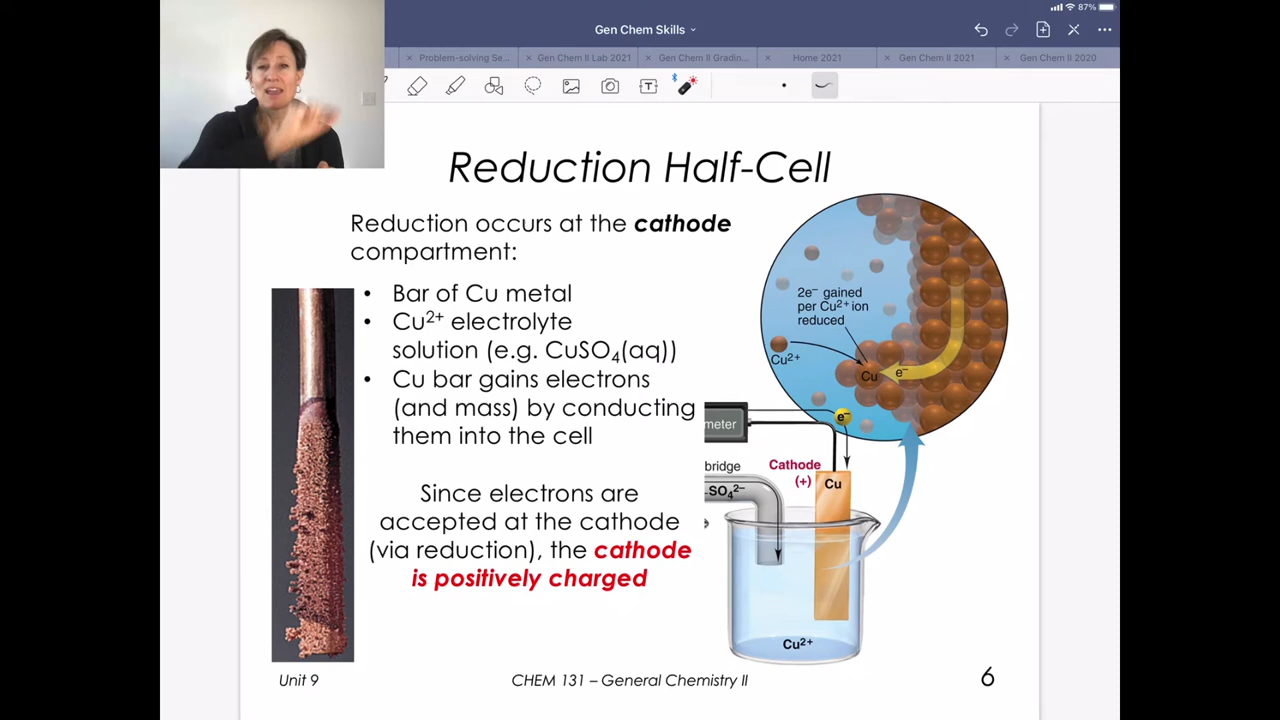 87%
Gen Chem Skills
Problem-solving Se...
Gen Chem II Lab 2021
Gen Chem II Gradin...
Home 2021
Gen Chem II 2021
Gen Chem II 2020
T
Reduction Half-Cell
Reduction occurs at the cathode
compartment:
• Bar of Cu metal
• Cu²⁺ electrolyte
solution (e.g. CuSO₄(aq))
• Cu bar gains electrons
(and mass) by conducting
them into the cell
Since electrons are
accepted at the cathode
(via reduction), the cathode
is positively charged
2e⁻ gained
per Cu²⁺ ion
reduced
Cu²⁺
Cu
e⁻
e⁻
meter
bridge
Cathode
(+)
Cu
SO₄²⁻
e
Cu²⁺
Unit 9
CHEM 131 – General Chemistry II
6